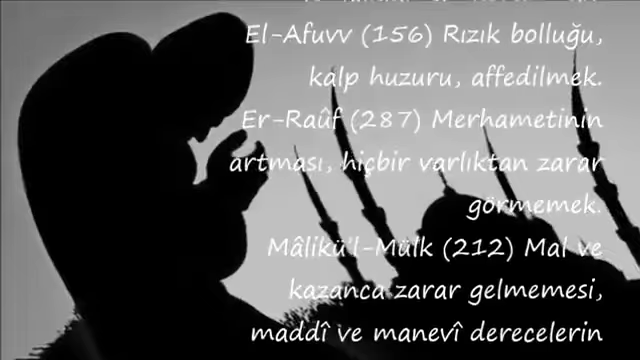 El-Afuvv (156) Rızık bolluğu,
kalp huzuru, affedilmek.
Er-Raûf (287) Merhametinin
artması, hiçbir varlıktan zarar
görmemek.
Mâlikü'l-Mülk (212) Mal ve
kazanca zarar gelmemesi,
maddî ve manevî derecelerin